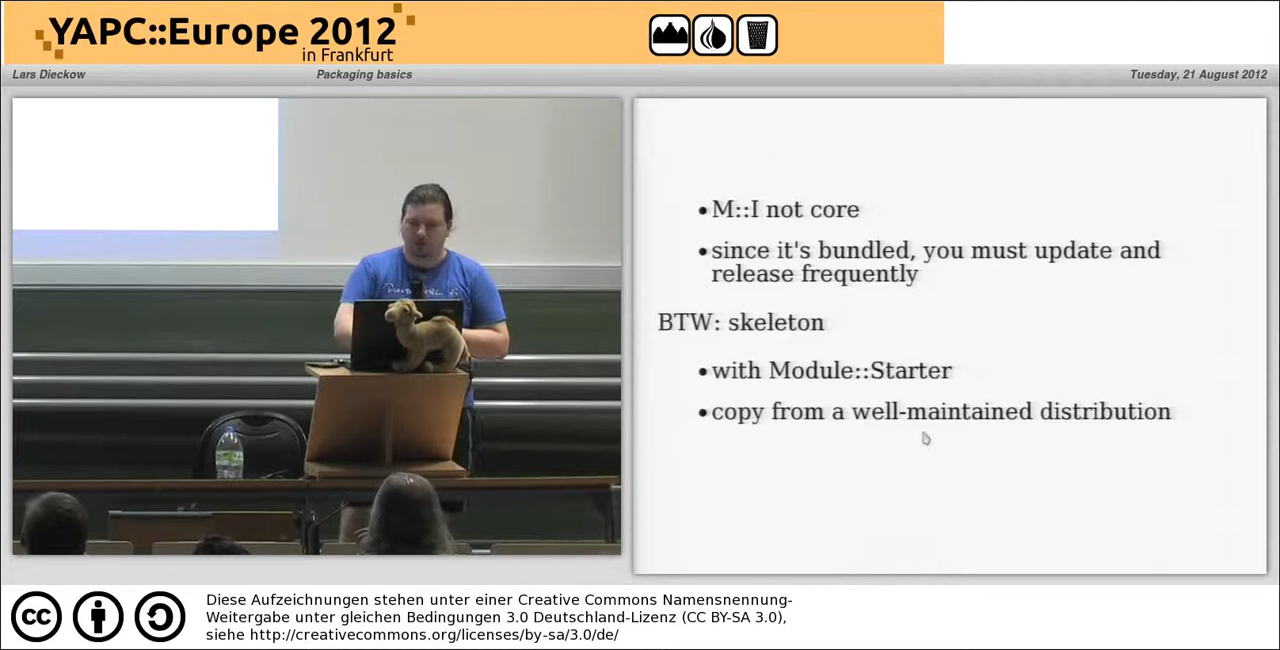 YAPC::Europe 2012
in Frankfurt
Lars Dieckow
Packaging basics
Tuesday, 21 August 2012
•M::I not core
•since it's bundled, you must update and
release frequently
BTW: skeleton
•with Module::Starter
•copy from a well-maintained distribution
cc
Diese Aufzeichnungen stehen unter einer Creative Commons Namensnennung-
Weitergabe unter gleichen Bedingungen 3.0 Deutschland-Lizenz (CC BY-SA 3.0),
siehe http://creativecommons.org/licenses/by-sa/3.0/de/